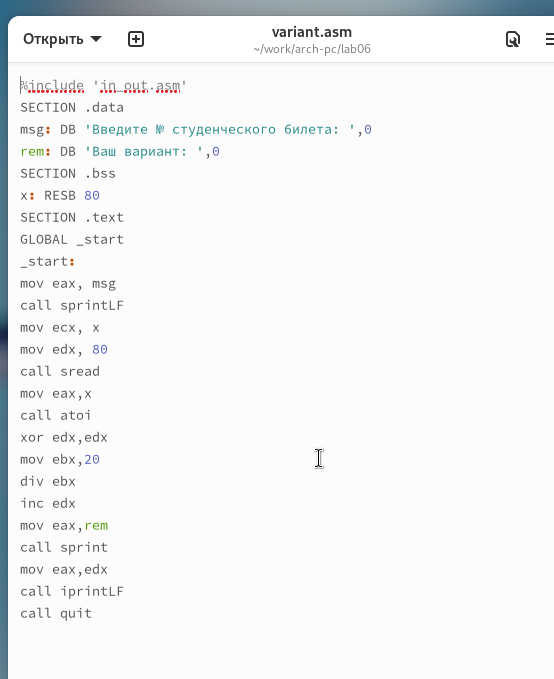 Открыть
variant.asm
~/work/arch-pc/lab06
%include 'in_out.asm'
SECTION .data
msg: DB 'Введите № студенческого билета: ',0
rem: DB 'Ваш вариант: ',0
SECTION .bss
x: RESB 80
SECTION .text
GLOBAL _start
_start:
mov eax, msg
call sprintLF
mov ecx, x
mov edx, 80
call sread
mov eax,x
call atoi
xor edx,edx
mov ebx,20
div ebx
inc edx
mov eax,rem
call sprint
mov eax,edx
call iprintLF
call quit